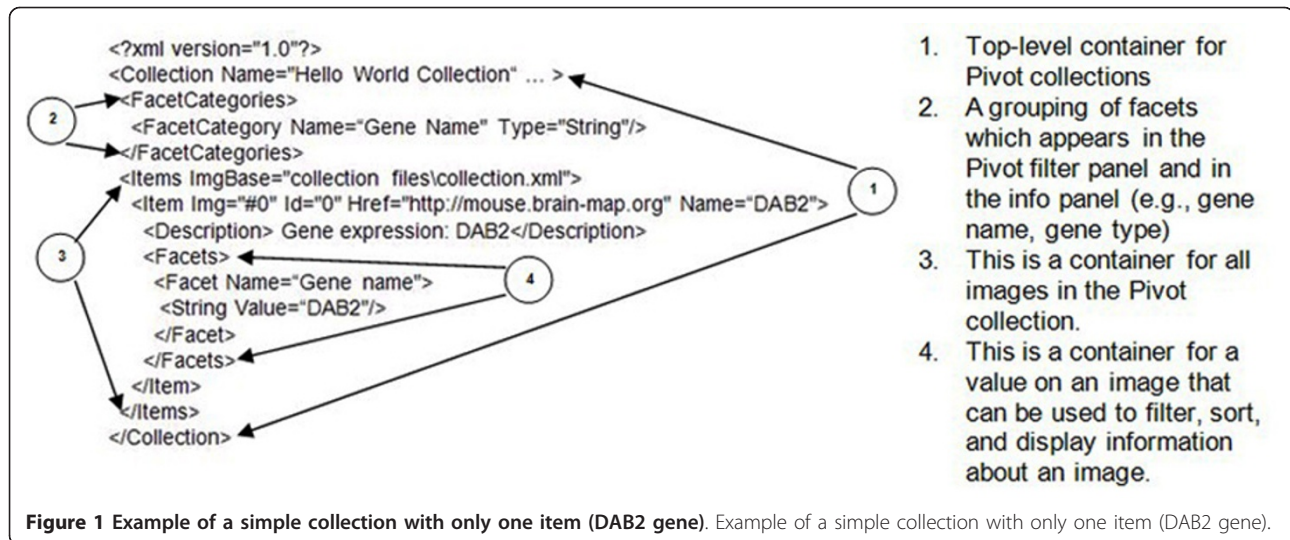 <?xml version="1.0"?>
<Collection Name="Hello World Collection“ ... >
<FacetCategories>
<FacetCategory Name=“Gene Name" Type="String"/>
</FacetCategories>
<Items ImgBase="collection files\collection.xml">
<Item Img="#0" Id="0" Href="http://mouse.brain-map.org" Name=“DAB2">
<Description> Gene expression: DAB2</Description>
<Facets>
<Facet Name=“Gene name">
<String Value=“DAB2"/>
</Facet>
</Facets>
</Item>
</Items>
</Collection>
2
3
4
1
1. Top-level container for
Pivot collections
2. A grouping of facets
which appears in the
Pivot filter panel and in
the info panel (e.g., gene
name, gene type)
3. This is a container for all
images in the Pivot
collection.
4. This is a container for a
value on an image that
can be used to filter, sort,
and display information
about an image.
Figure 1 Example of a simple collection with only one item (DAB2 gene). Example of a simple collection with only one item (DAB2 gene).